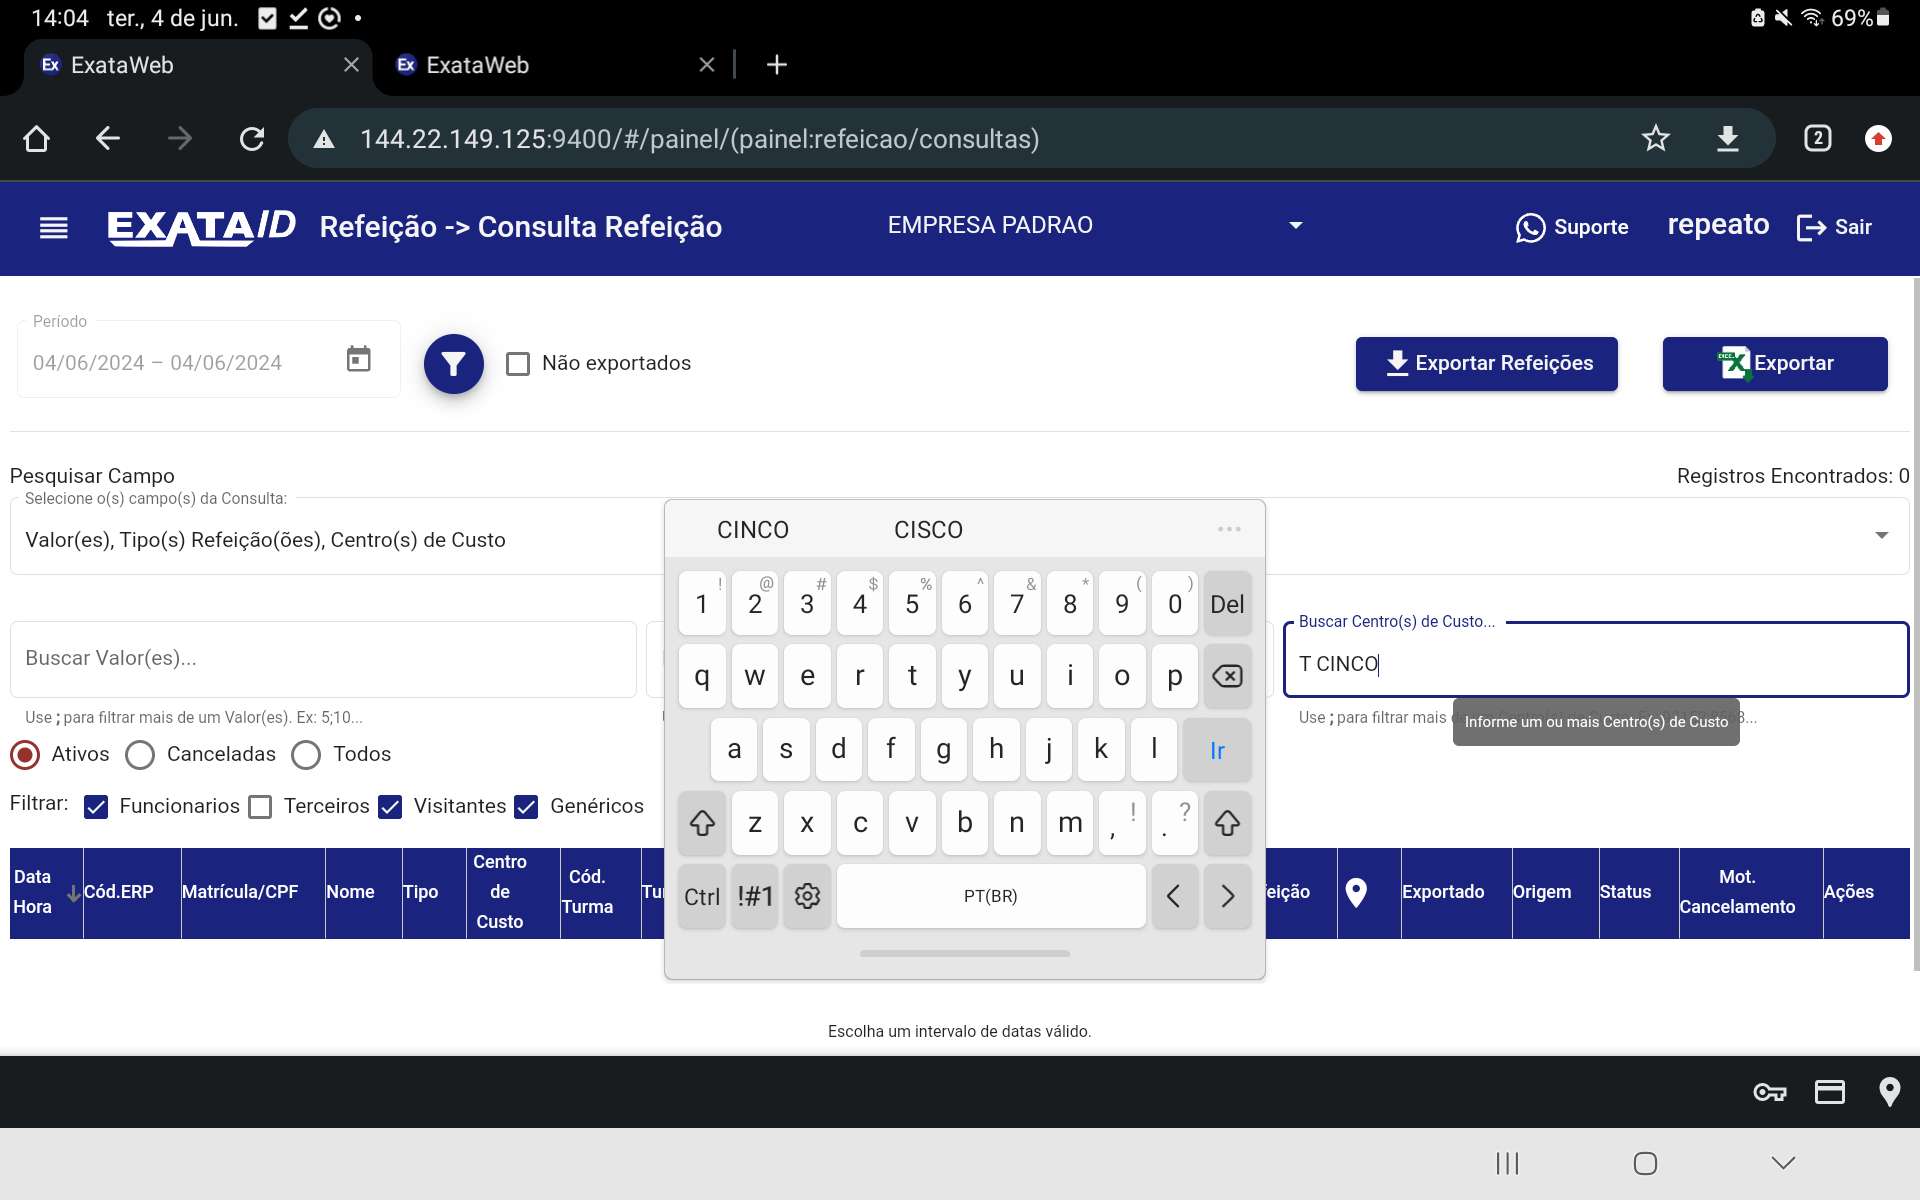 14:04 ter., 4 de jun. 69%
Ex ExataWeb Ex ExataWeb
144.22.149.125:9400/#/painel/(painel:refeicao/consultas) 2
EXATA/ID Refeição -> Consulta Refeição EMPRESA PADRAO Suporte repeato Sair
Período
04/06/2024 – 04/06/2024
Não exportados
Exportar Refeições
Exportar
Pesquisar Campo Registros Encontrados: 0
Selecione o(s) campo(s) da Consulta:
Valor(es), Tipo(s) Refeição(ões), Centro(s) de Custo
Buscar Valor(es)...
Use ; para filtrar mais de um Valor(es). Ex: 5;10...
Buscar Centro(s) de Custo...
T CINCO
Use ; para filtrar mais
Informe um ou mais Centro(s) de Custo
Ativos Canceladas Todos
Filtrar: Funcionarios Terceiros Visitantes Genéricos
Data Hora Cód.ERP Matrícula/CPF Nome Tipo Centro de Custo Cód. Turma Tu eição Exportado Origem Status Mot. Cancelamento Ações
CINCO CISCO ...
! @ # $ % ^ & * ( )
1 2 3 4 5 6 7 8 9 0 Del
q w e r t y u i o p
a s d f g h j k l Ir
z x c v b n m , ! . ?
Ctrl !#1 PT(BR) < >
Escolha um intervalo de datas válido.